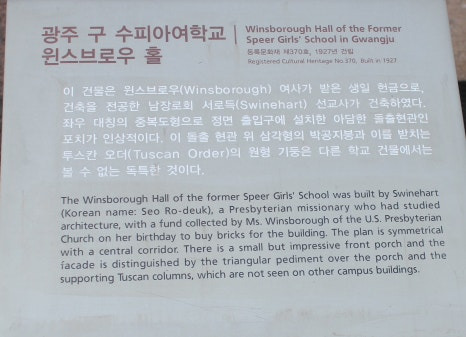 광주 구 수피아여학교
윈스브로우 홀
Winsborough Hall of the Former
Speer Girls' School in Gwangju
등록문화재 제370호, 1927년 건립
Registered Cultural Heritage No.370, Built in 1927
이 건물은 윈스브로우(Winsborough) 여사가 받은 생일 헌금으로,
건축을 전공한 남장로회 서로득(Swinehart) 선교사가 건축하였다.
좌우 대칭의 중복도형으로 정면 출입구에 설치한 아담한 돌출현관인
포치가 인상적이다. 이 돌출 현관 위 삼각형의 박공지붕과 이를 받치는
투스칸 오더(Tuscan Order)의 원형 기둥은 다른 학교 건물에서는
볼 수 없는 독특한 것이다.
The Winsborough Hall of the former Speer Girls' School was built by Swinehart
(Korean name: Seo Ro-deuk), a Presbyterian missionary who had studied
architecture, with a fund collected by Ms. Winsborough of the U.S. Presbyterian
Church on her birthday to buy bricks for the building. The plan is symmetrical
with a central corridor. There is a small but impressive front porch and the
facade is distinguished by the triangular pediment over the porch and the
supporting Tuscan columns, which are not seen on other campus buildings.